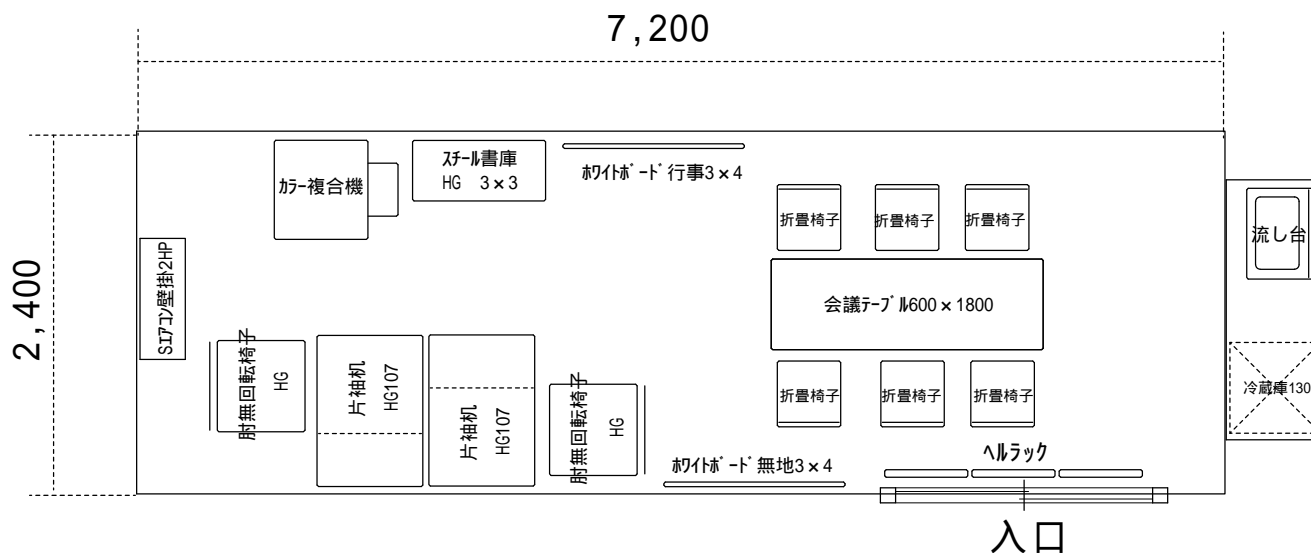 7,200
2,400
カラー複合機
スチール書庫
HG 3×3
ホワイトボード行事3×4
折畳椅子
折畳椅子
折畳椅子
流し台
Sエアコン壁掛2HP
会議テーブル600×1800
肘無回転椅子
HG
片袖机
HG107
片袖机
HG107
肘無回転椅子
HG
折畳椅子
折畳椅子
折畳椅子
冷蔵庫130
ホワイトボード無地3×4
ヘルラック
入口